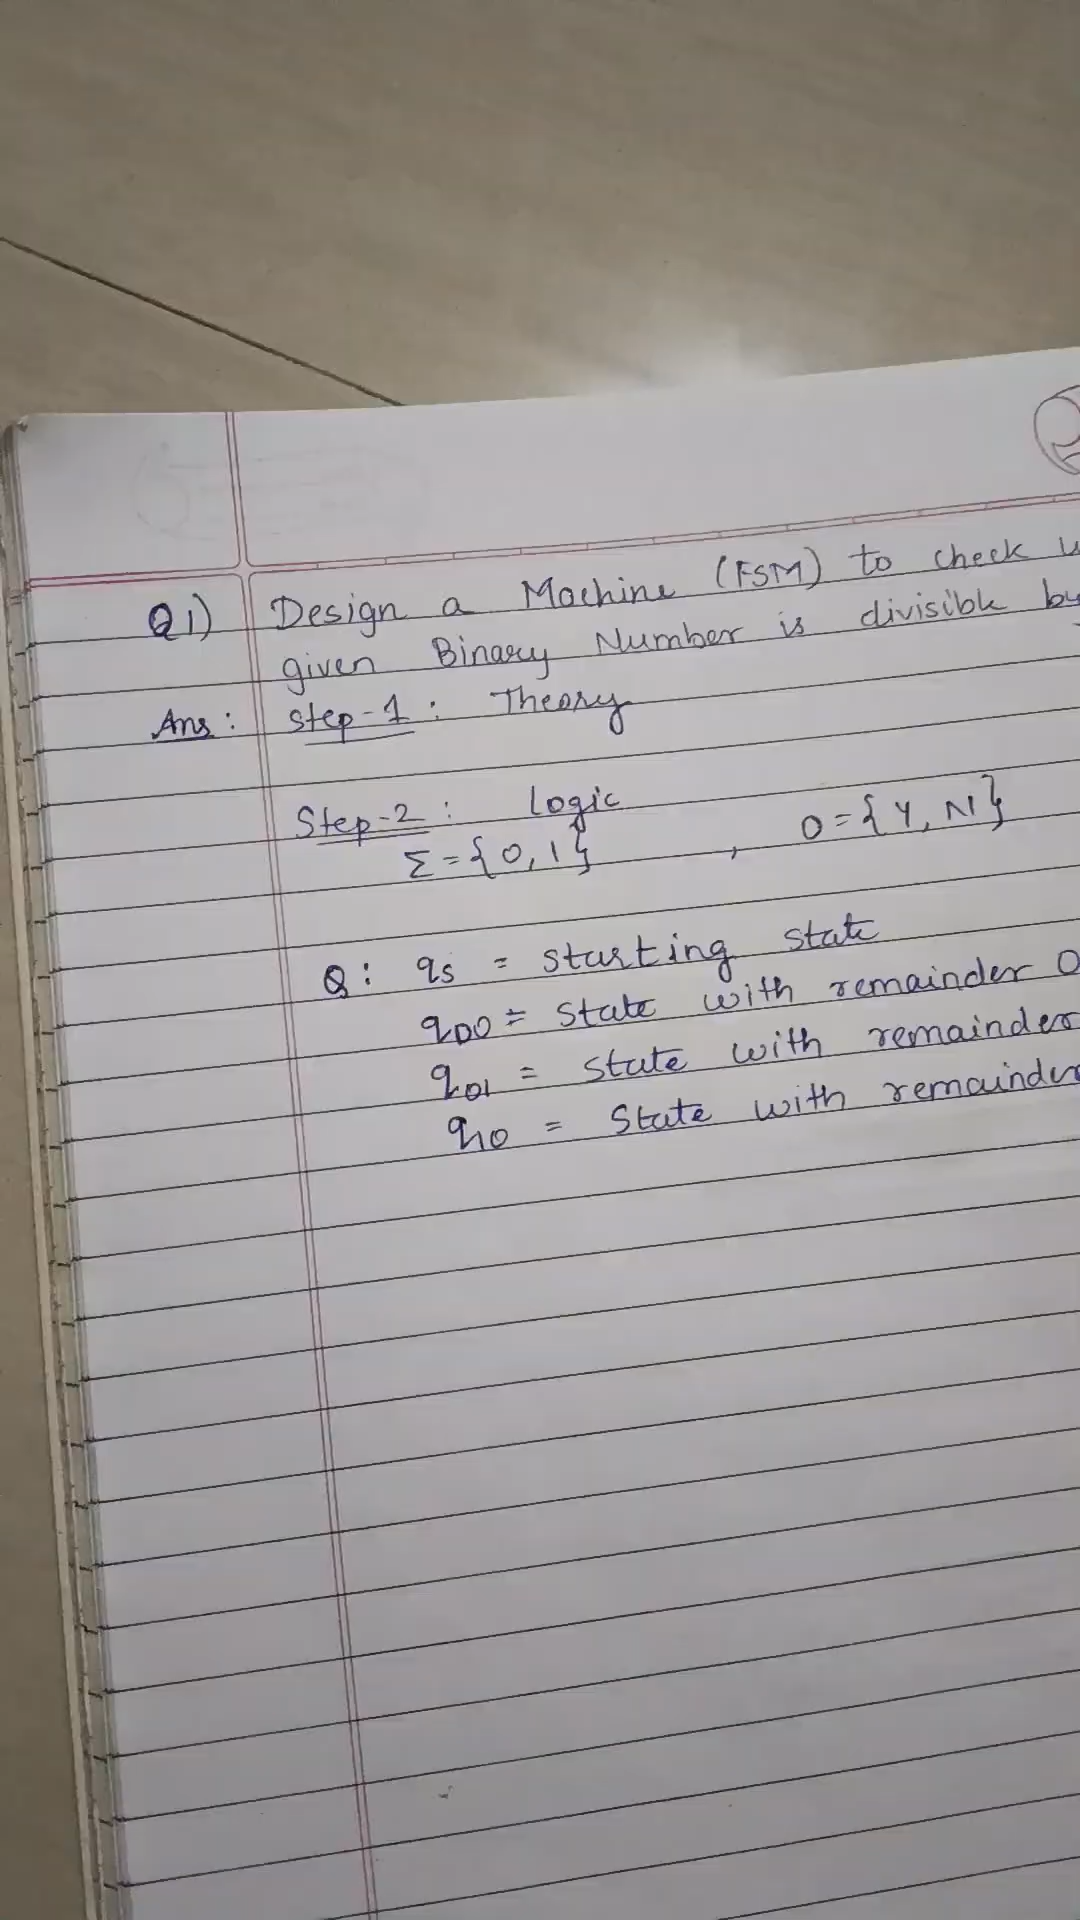 Q1) Design a Machine (FSM) to check
given Binary Number is divisible by
Ans: Step-1: Theory
Step-2: Logic
Σ = {0, 1} , O = {Y, N}
Q: qs = starting state
q00 = state with remainder 0
q01 = state with remainder
q10 = State with remainder